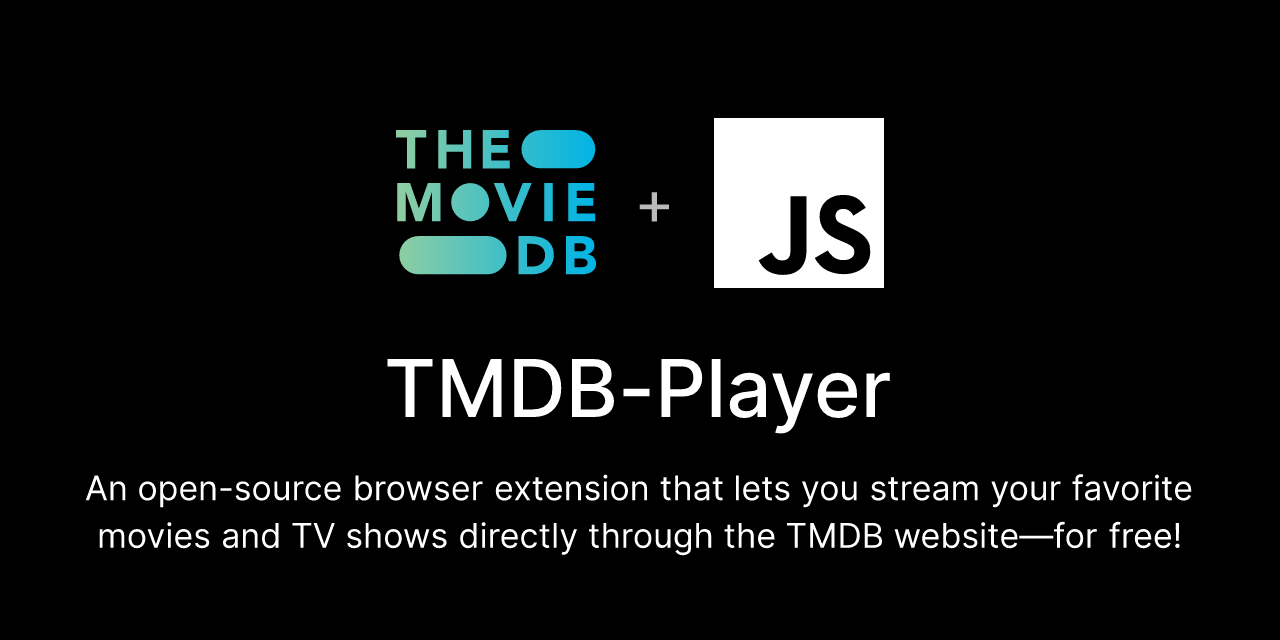 THE
MOVIE
DB
+
JS
TMDB-Player
An open-source browser extension that lets you stream your favorite
movies and TV shows directly through the TMDB website—for free!